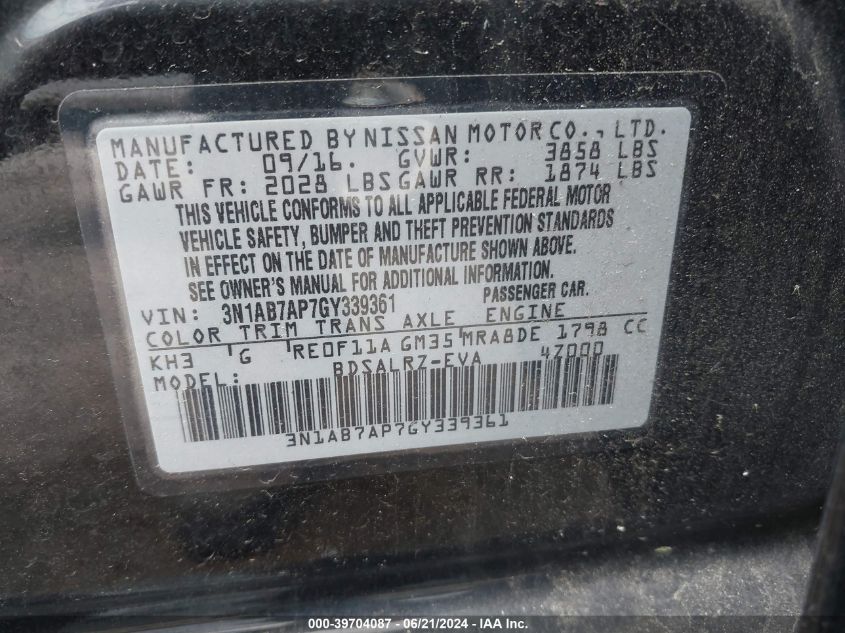 MANUFACTURED BY NISSAN MOTOR CO., LTD.
DATE: 09/16. GVWR: 3858 LBS
GAWR FR: 2028 LBS GAWR RR: 1874 LBS
THIS VEHICLE CONFORMS TO ALL APPLICABLE FEDERAL MOTOR
VEHICLE SAFETY, BUMPER AND THEFT PREVENTION STANDARDS
IN EFFECT ON THE DATE OF MANUFACTURE SHOWN ABOVE.
SEE OWNER'S MANUAL FOR ADDITIONAL INFORMATION.
VIN: 3N1AB7AP7GY339361 PASSENGER CAR.
COLOR TRIM TRANS AXLE ENGINE
KH3 G RE0F11A GM35 MRA8DE 1798 CC
MODEL: BDSALRZ-EVA 4Z000
3N1AB7AP7GY339361
000-39704087 - 06/21/2024 - IAA Inc.